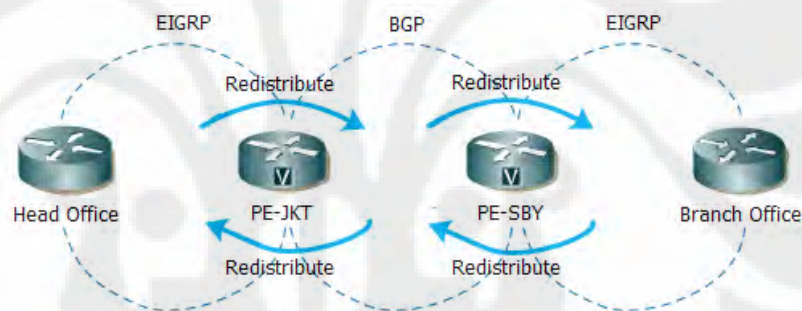 EIGRP BGP EIGRP
Redistribute Redistribute
V V
Head Office PE-JKT PE-SBY Branch Office
Redistribute Redistribute